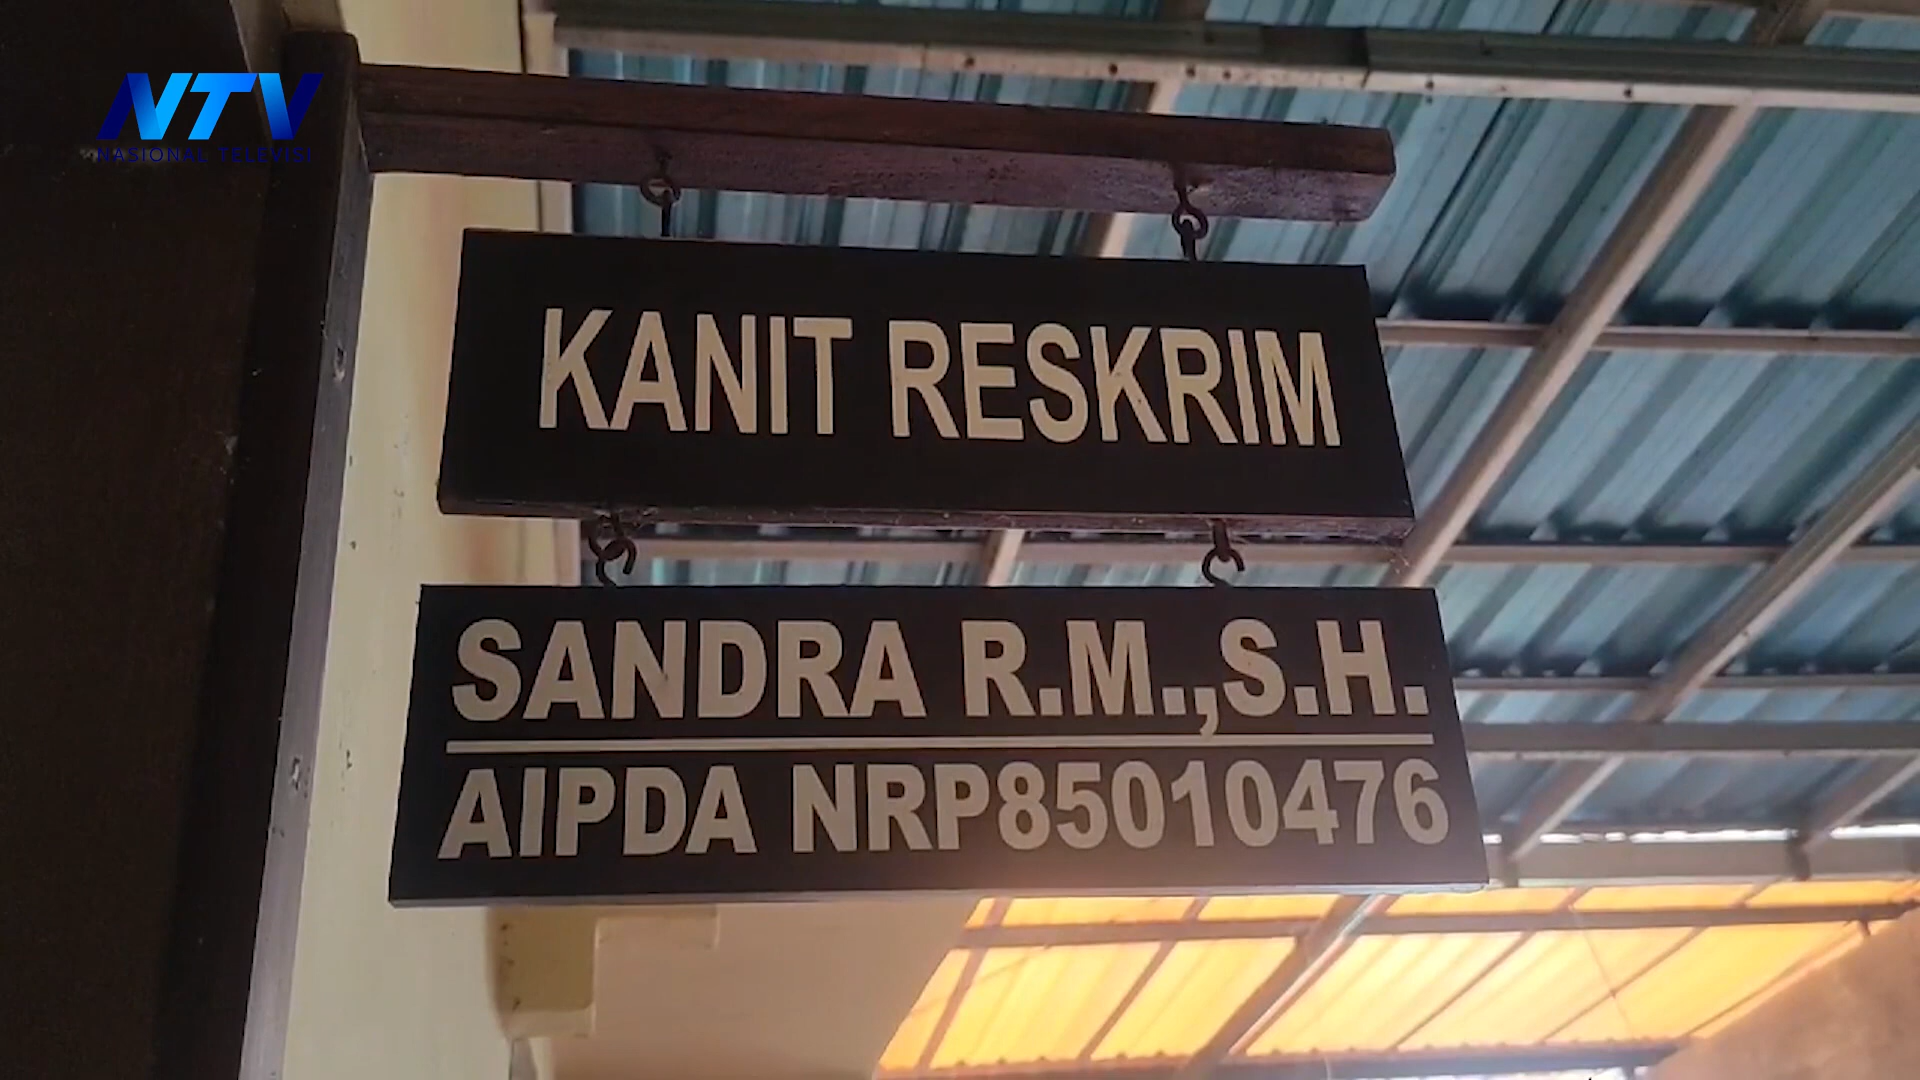 NTV
NASIONAL TELEVISI
KANIT RESKRIM
SANDRA R.M.,S.H.
AIPDA NRP85010476